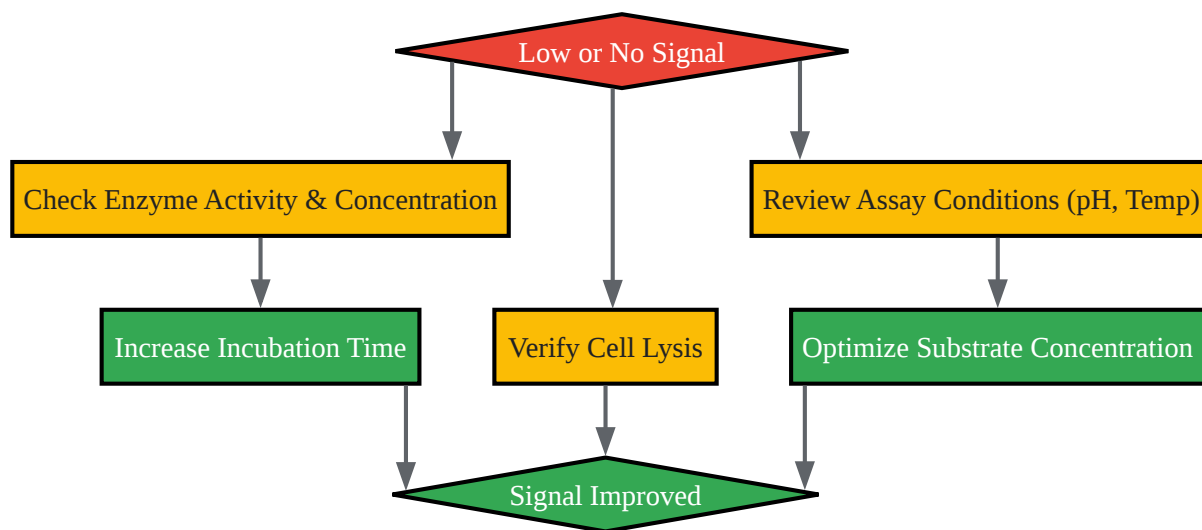 Low or No Signal
Check Enzyme Activity & Concentration
Review Assay Conditions (pH, Temp)
Increase Incubation Time
Verify Cell Lysis
Optimize Substrate Concentration
Signal Improved